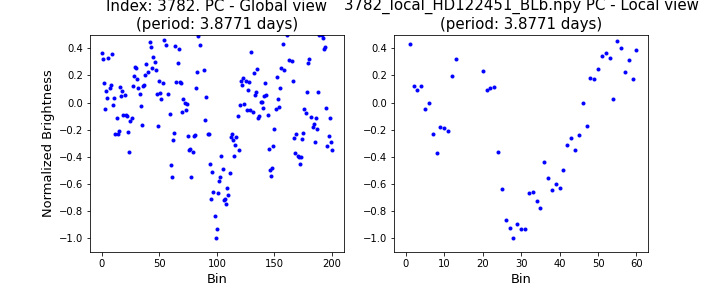 Index: 3782. PC - Global view
(period: 3.8771 days)
3782_local_HD122451_BLb.npy PC - Local view
(period: 3.8771 days)
Normalized Brightness
0.4
0.2
0.0
−0.2
−0.4
−0.6
−0.8
−1.0
0 50 100 150 200
Bin
0.4
0.2
0.0
−0.2
−0.4
−0.6
−0.8
−1.0
0 10 20 30 40 50 60
Bin